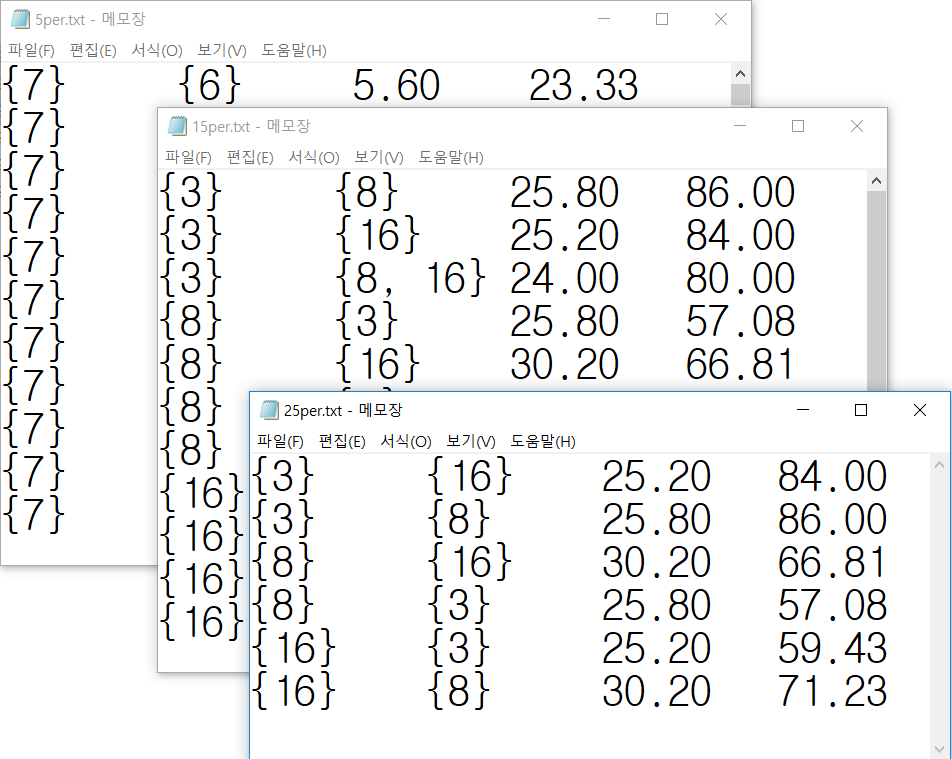 5per.txt - 메모장
파일(F) 편집(E) 서식(O) 보기(V) 도움말(H)
{7} {6} 5.60 23.33
{7}
{7}
{7}
{7}
{7}
{7}
{7}
{7}
{7}
{7}
15per.txt - 메모장
파일(F) 편집(E) 서식(O) 보기(V) 도움말(H)
{3} {8} 25.80 86.00
{3} {16} 25.20 84.00
{3} {8, 16} 24.00 80.00
{8} {3} 25.80 57.08
{8} {16} 30.20 66.81
{8}
{8}
{16}
{16}
{16}
{16}
25per.txt - 메모장
파일(F) 편집(E) 서식(O) 보기(V) 도움말(H)
{3} {16} 25.20 84.00
{3} {8} 25.80 86.00
{8} {16} 30.20 66.81
{8} {3} 25.80 57.08
{16} {3} 25.20 59.43
{16} {8} 30.20 71.23